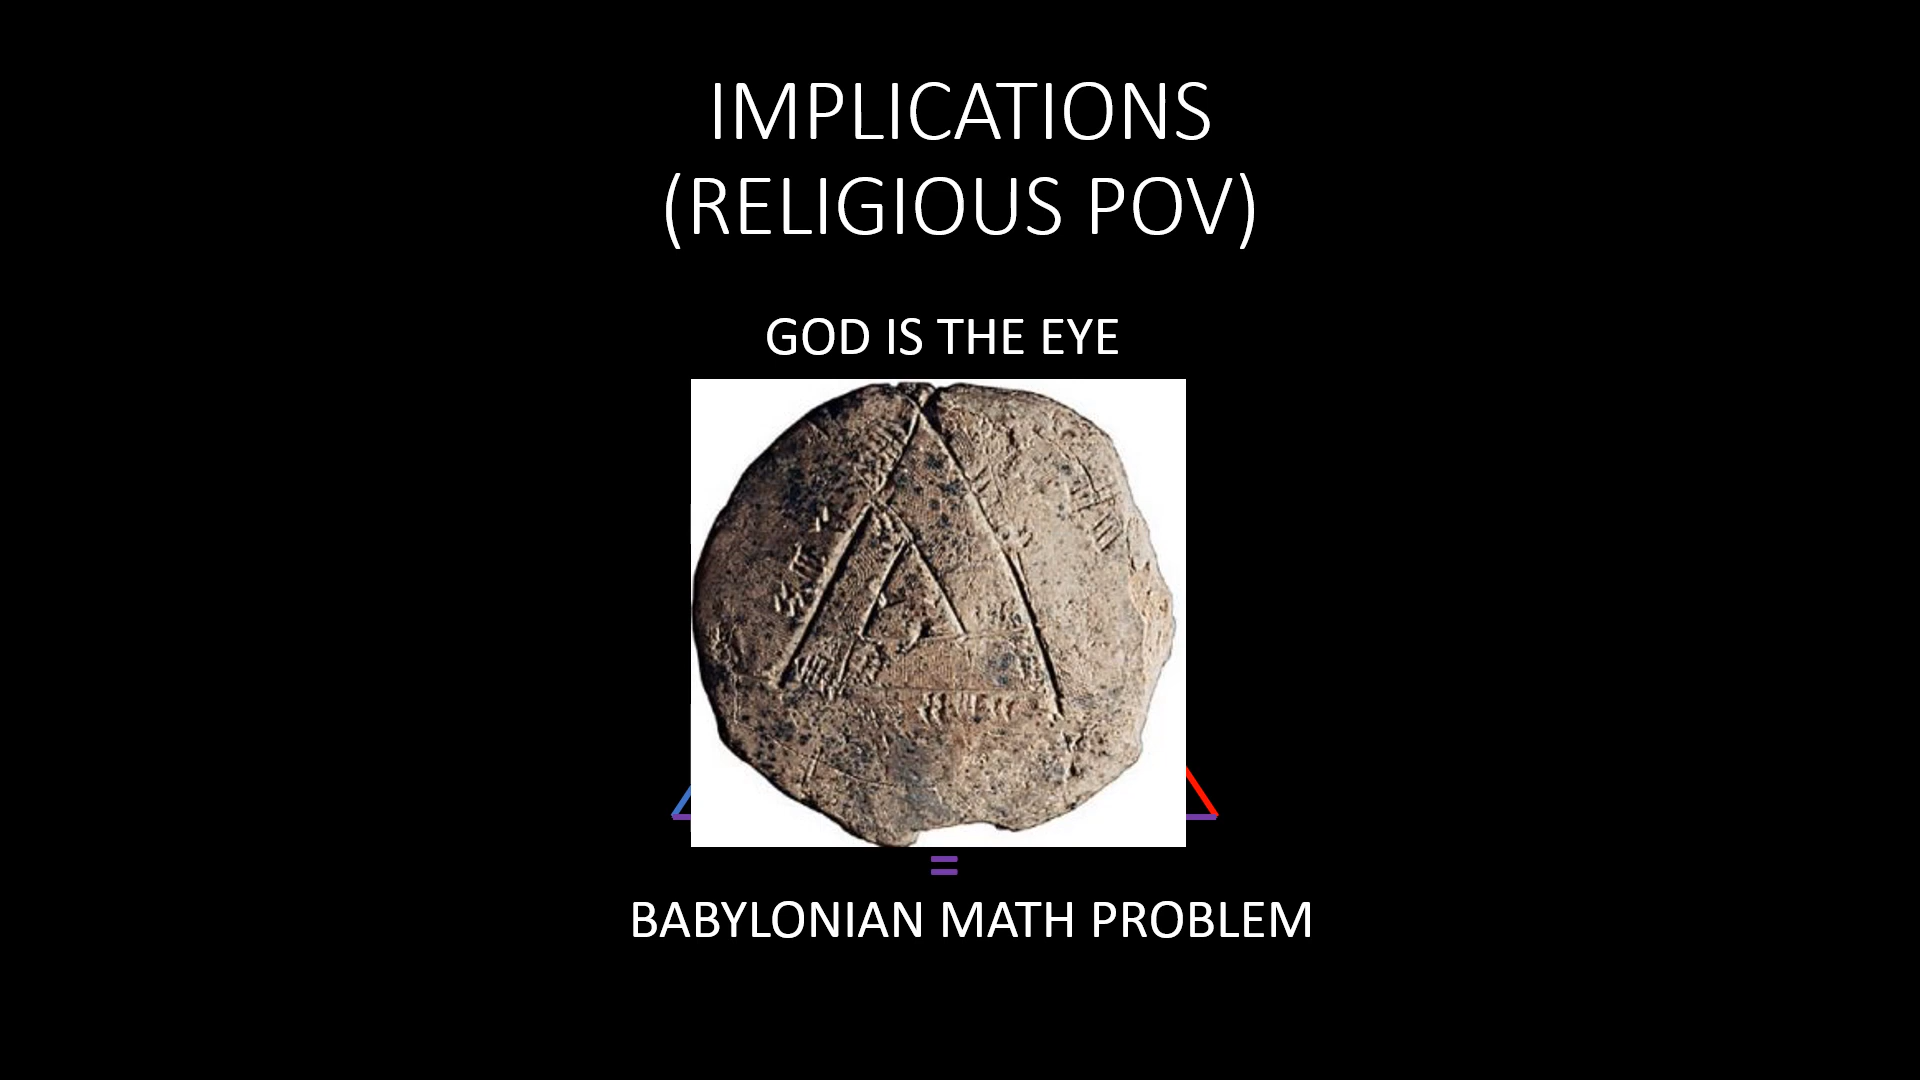 IMPLICATIONS
(RELIGIOUS POV)
GOD IS THE EYE
=
BABYLONIAN MATH PROBLEM